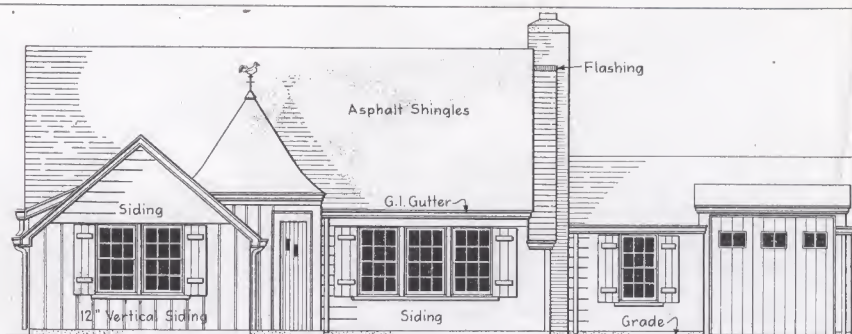 Flashing
Asphalt Shingles
G.I. Gutter
Siding
12" Vertical Siding
Siding
Grade